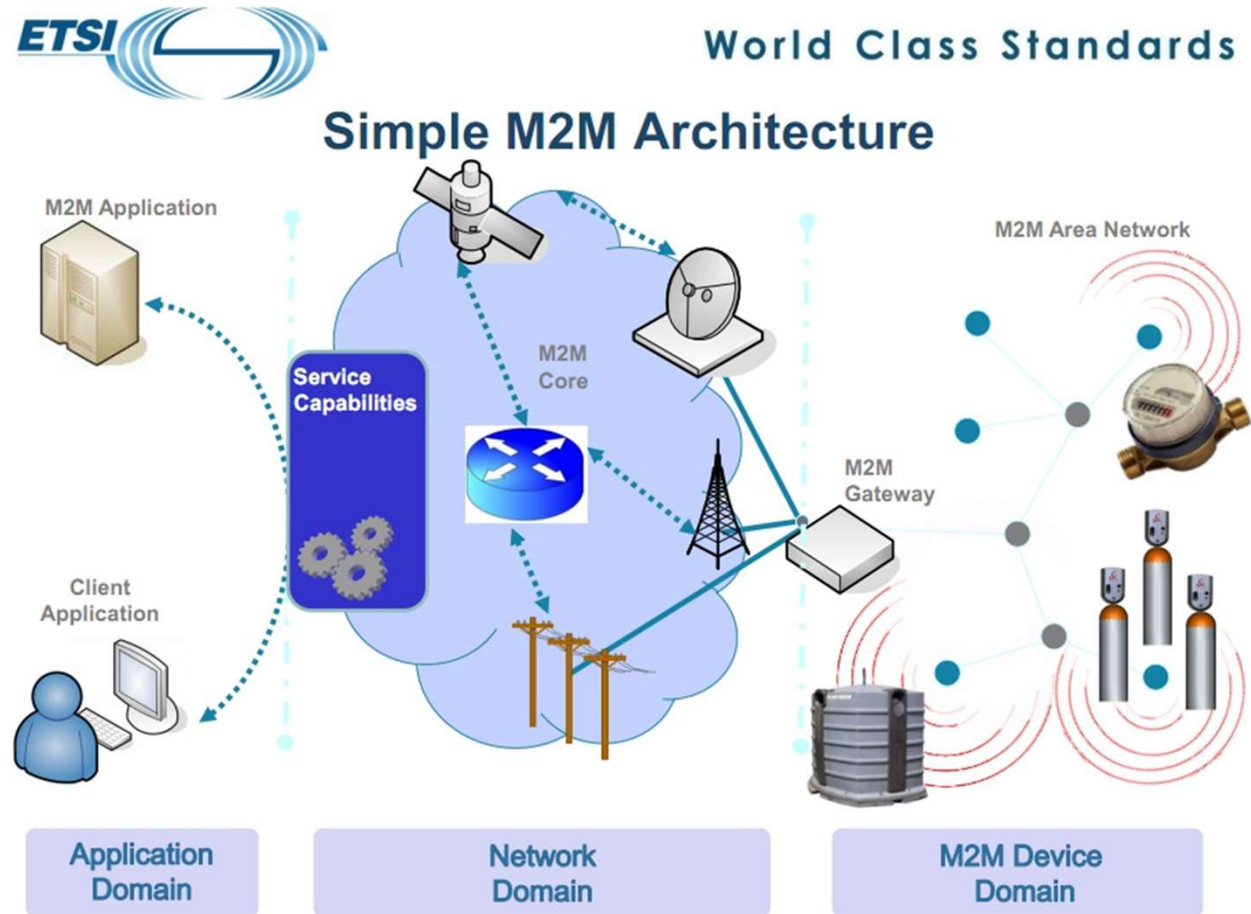 ETSI
World Class Standards
Simple M2M Architecture
M2M Application
M2M Area Network
M2M
Core
Service
Capabilities
M2M
Gateway
Client
Application
Application
Domain
Network
Domain
M2M Device
Domain